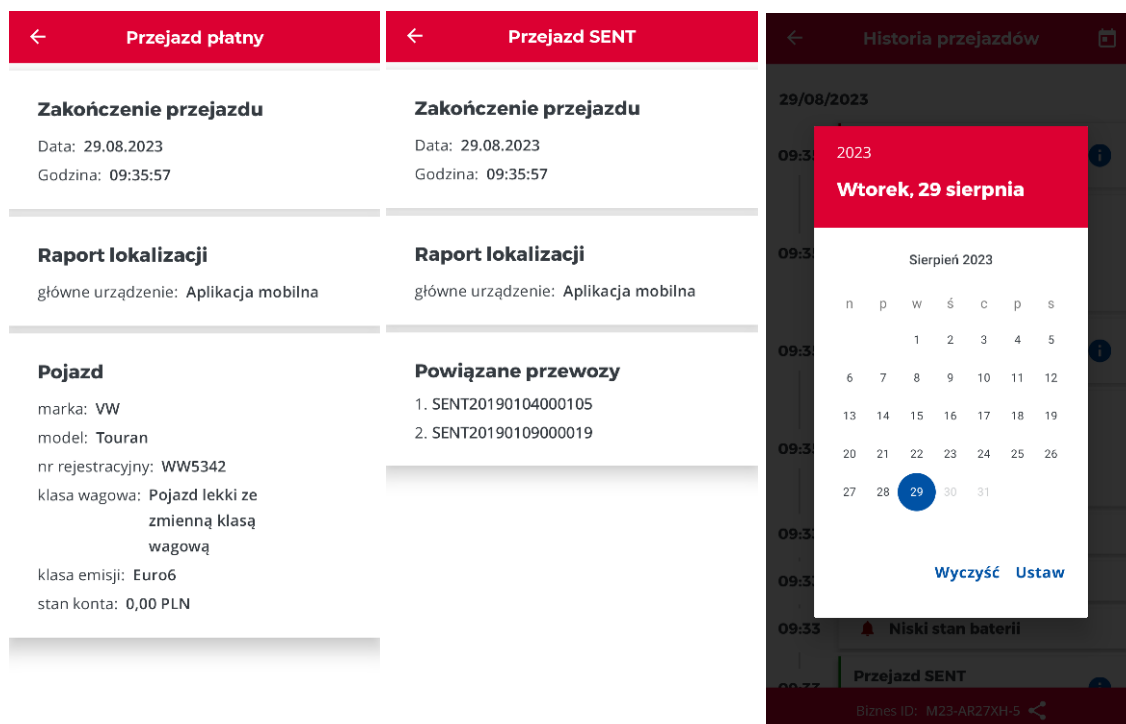 Przejazd płatny
Zakończenie przejazdu
Data: 29.08.2023
Godzina: 09:35:57
Raport lokalizacji
główne urządzenie: Aplikacja mobilna
Pojazd
marka: VW
model: Touran
nr rejestracyjny: WW5342
klasa wagowa: Pojazd lekki ze
zmienną klasą
wagową
klasa emisji: Euro6
stan konta: 0,00 PLN
Przejazd SENT
Zakończenie przejazdu
Data: 29.08.2023
Godzina: 09:35:57
Raport lokalizacji
główne urządzenie: Aplikacja mobilna
Powiązane przewozy
1. SENT20190104000105
2. SENT20190109000019
Historia przejazdów
29/08/2023
2023
Wtorek, 29 sierpnia
Sierpień 2023
n p w ś c p s
1 2 3 4 5
6 7 8 9 10 11 12
13 14 15 16 17 18 19
20 21 22 23 24 25 26
27 28 29 30 31
Wyczyść Ustaw
09:33 Niski stan baterii
Przejazd SENT
Biznes ID: M23-AR27XH-5